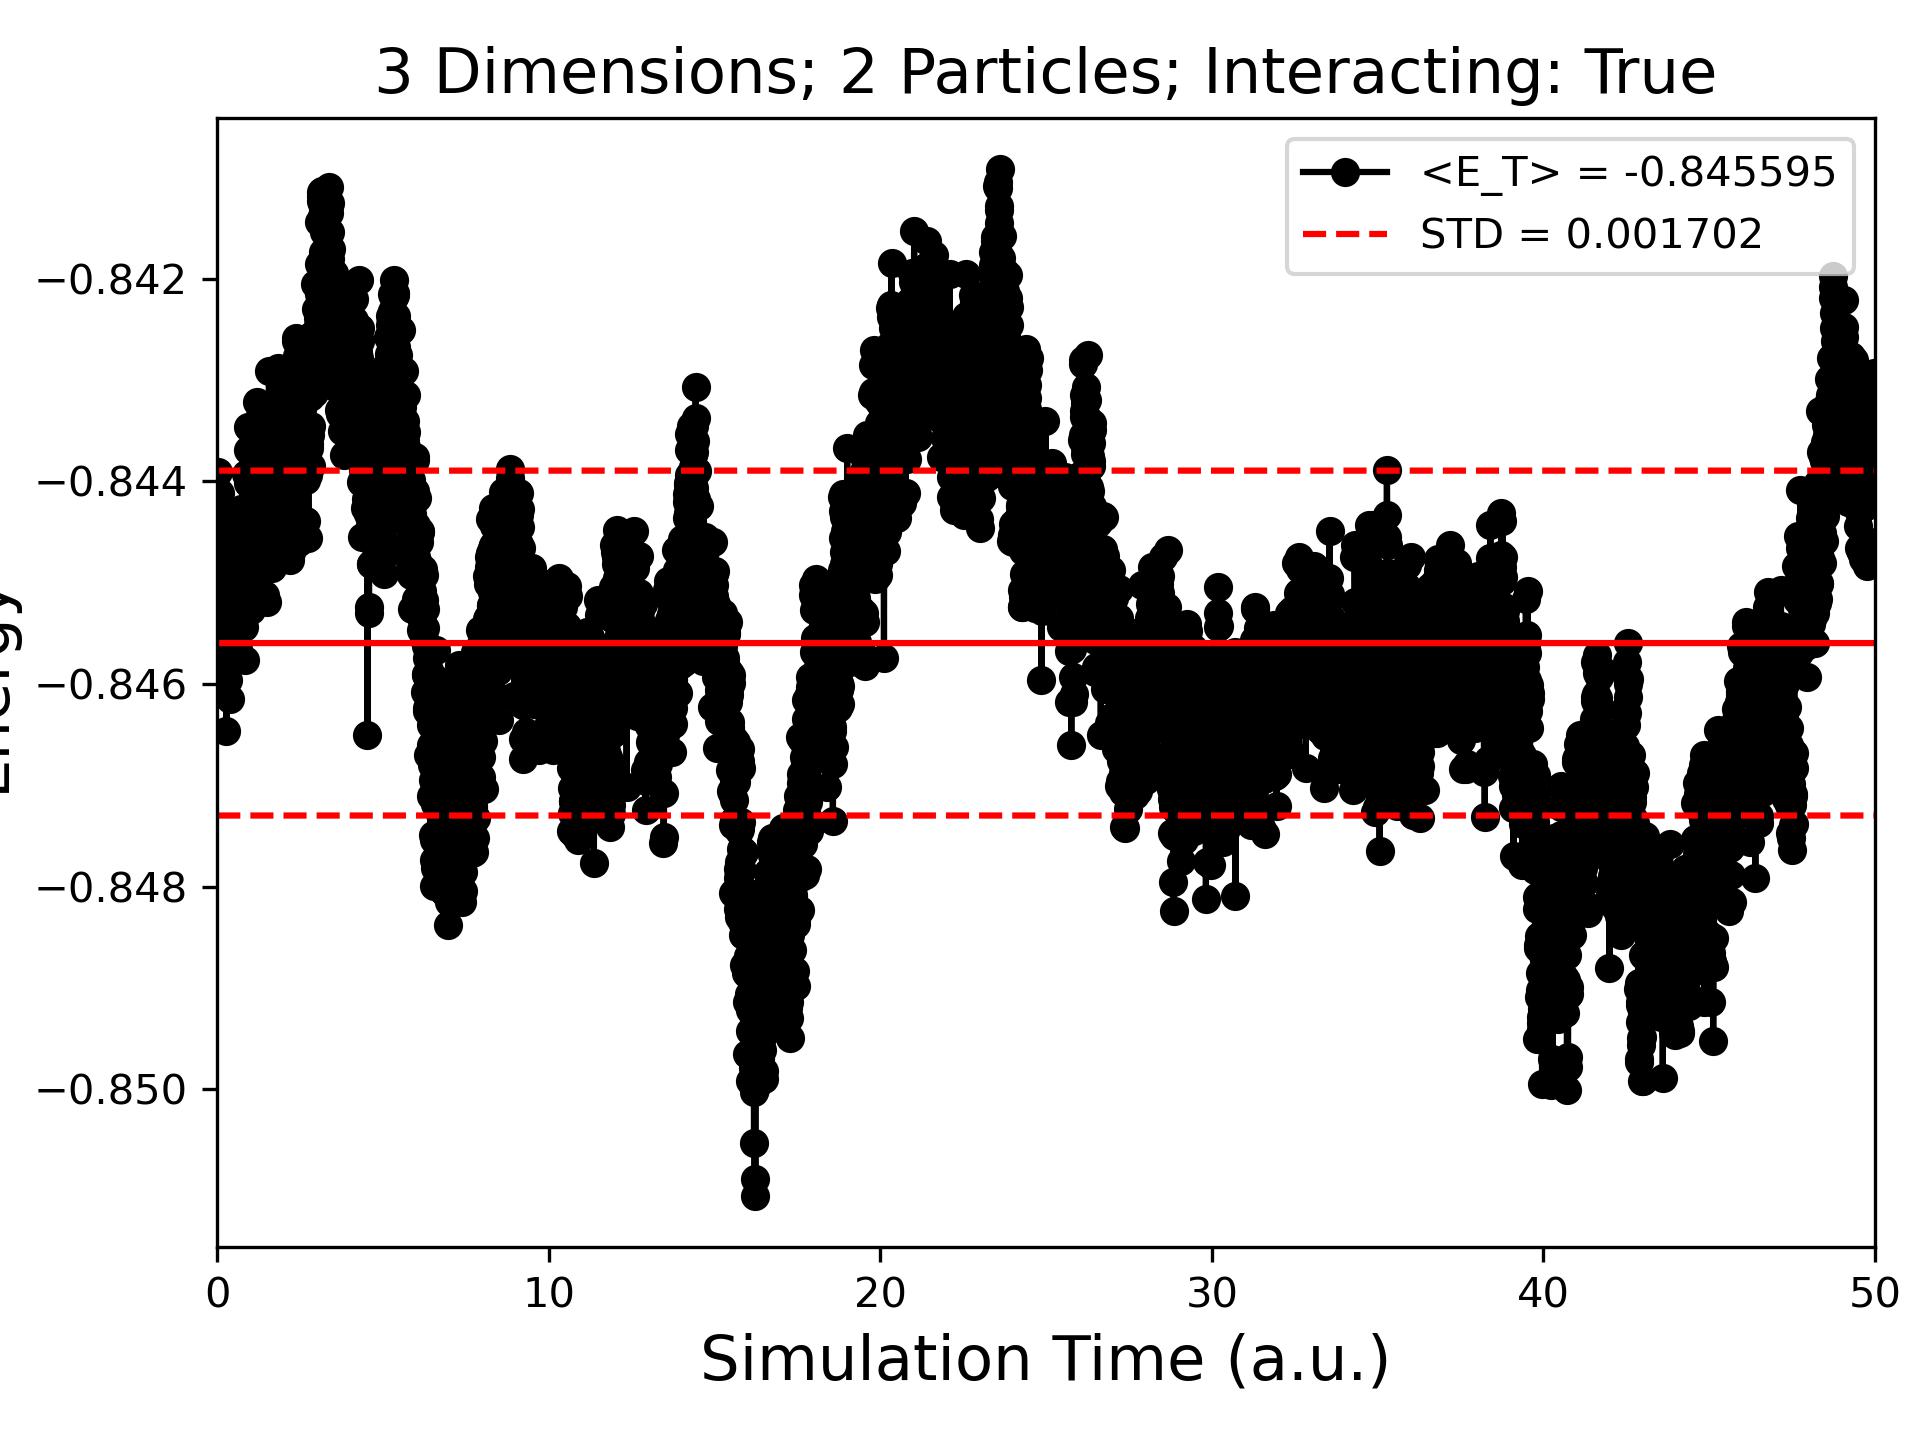 3 Dimensions; 2 Particles; Interacting: True
<E_T> = -0.845595
STD = 0.001702
−0.842
−0.844
−0.846
−0.848
−0.850
Energy
0 10 20 30 40 50
Simulation Time (a.u.)